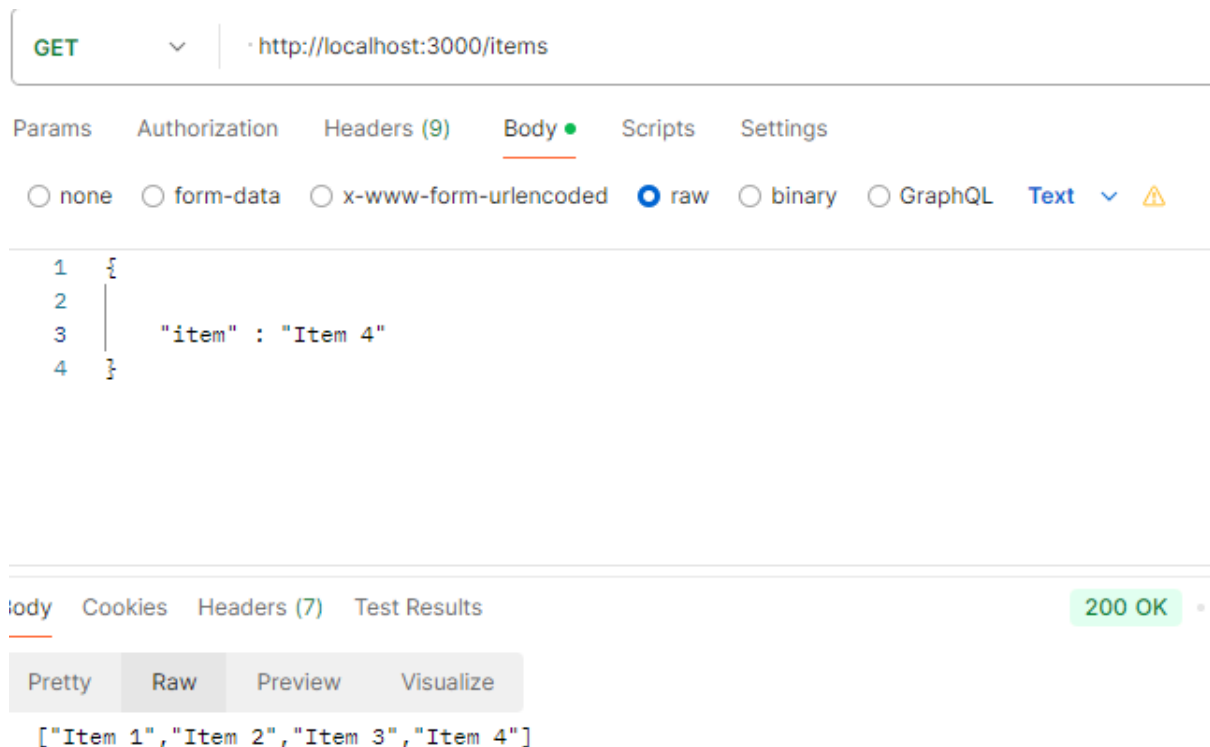 GET http://localhost:3000/items
Params Authorization Headers (9) Body Scripts Settings
none form-data x-www-form-urlencoded raw binary GraphQL Text
1 {
2
3 "item" : "Item 4"
4 }
Body Cookies Headers (7) Test Results 200 OK
Pretty Raw Preview Visualize
["Item 1","Item 2","Item 3","Item 4"]